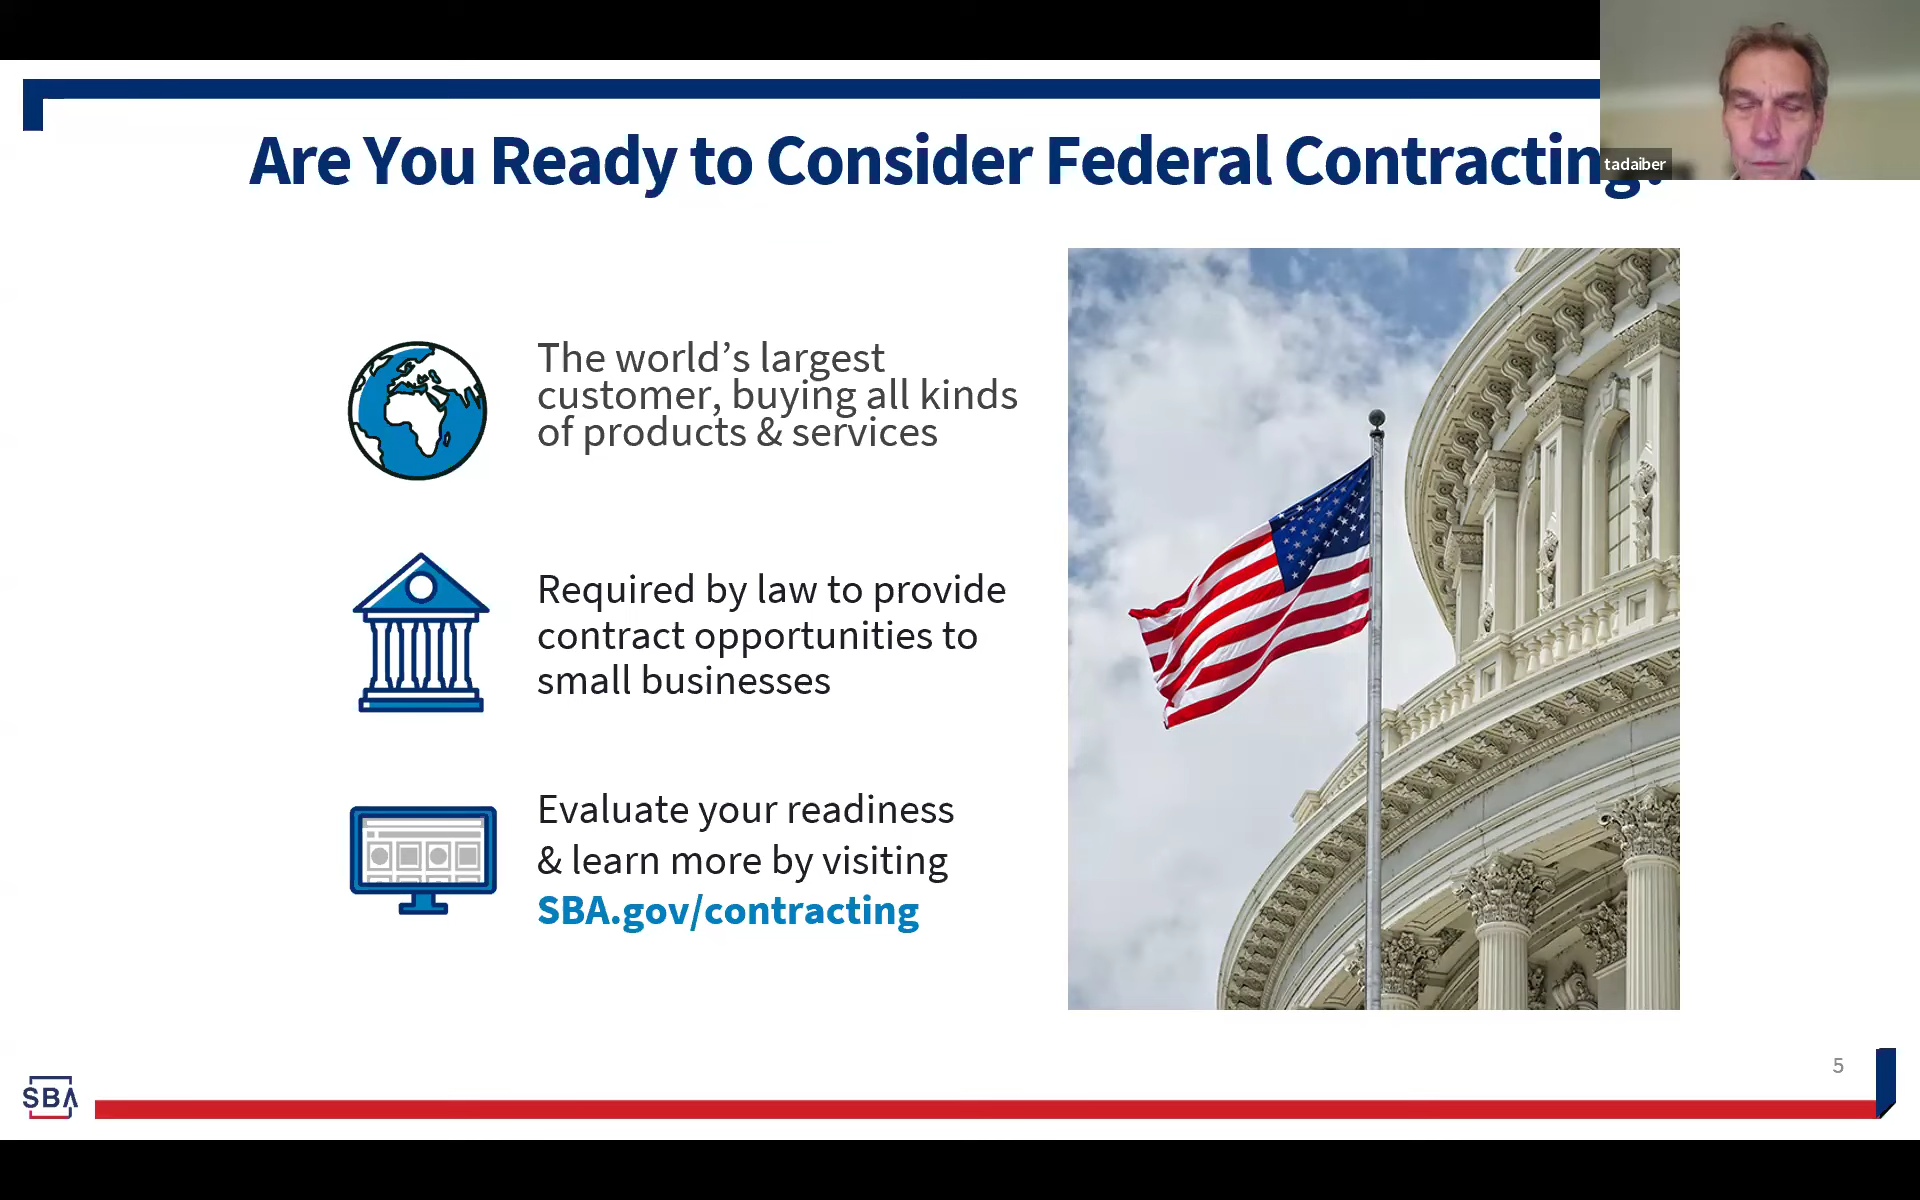 Are You Ready to Consider Federal Contracting?
tadaiber
The world’s largest
customer, buying all kinds
of products & services
Required by law to provide
contract opportunities to
small businesses
Evaluate your readiness
& learn more by visiting
SBA.gov/contracting
5
SBA